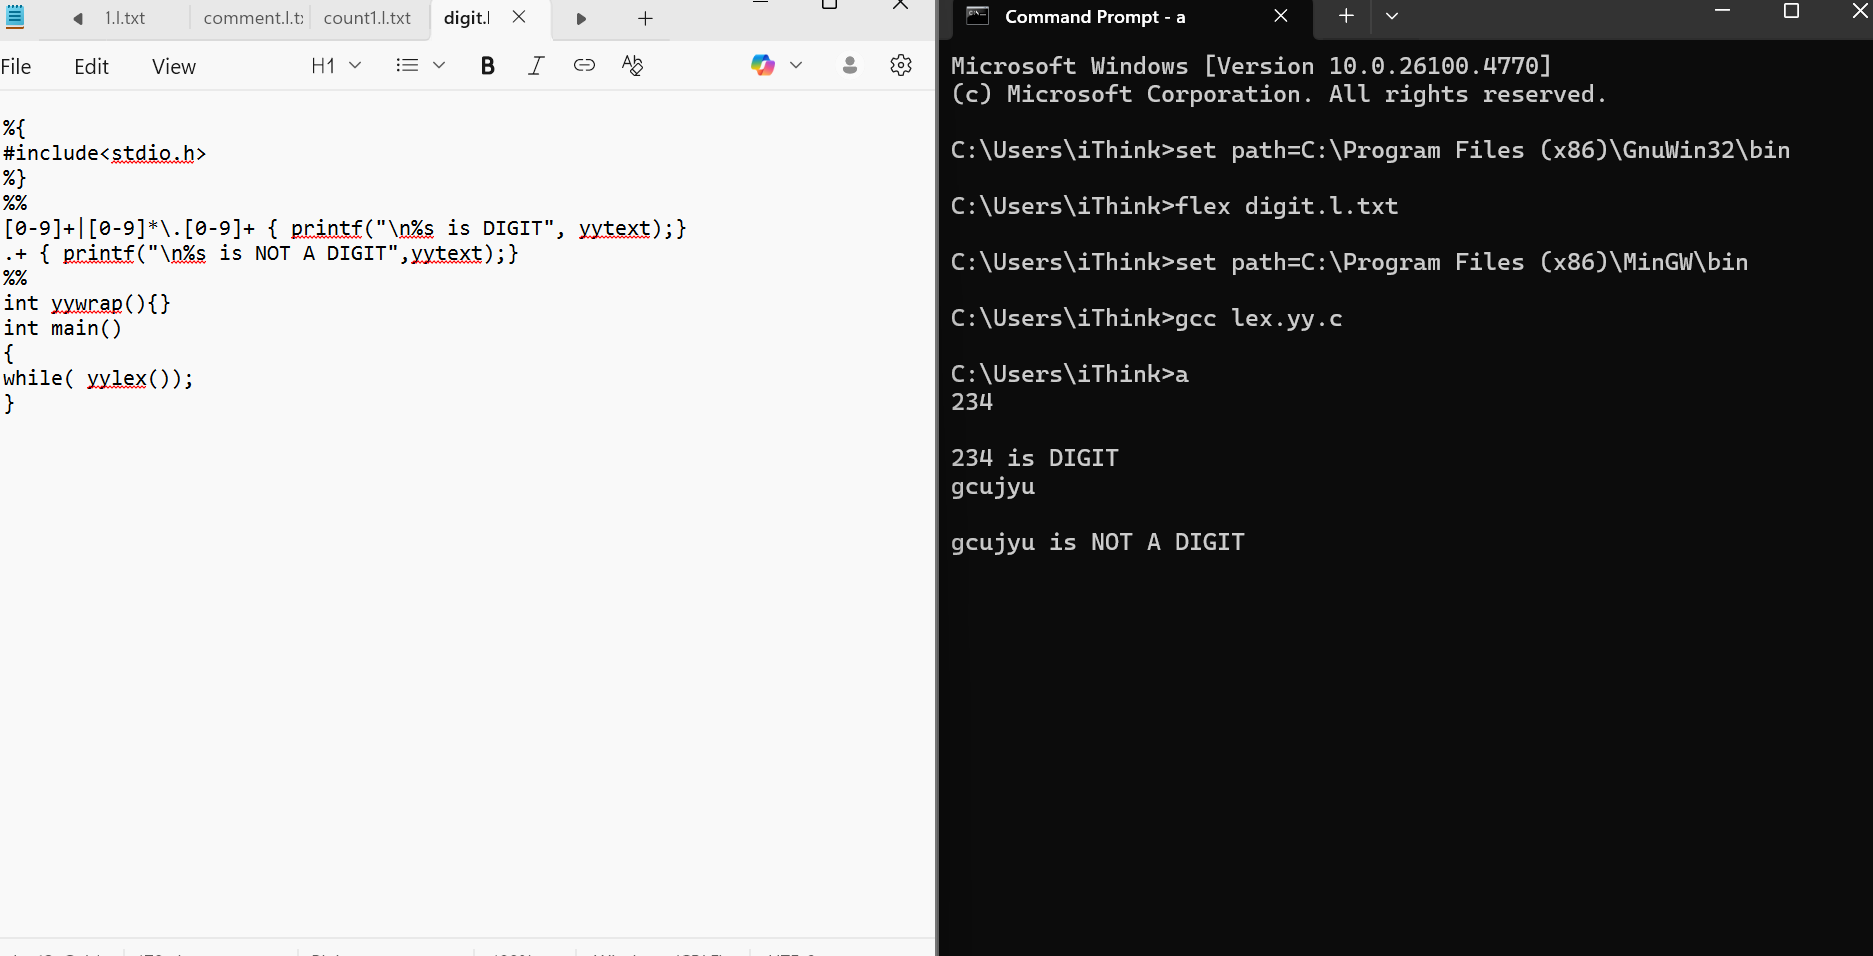 1.l.txt
comment.l.t
count1.l.txt
digit.l
File
Edit
View
H1
B
I
%{
#include<stdio.h>
%}
%%
[0-9]+|[0-9]*\.[0-9]+ { printf("\n%s is DIGIT", yytext);}
.+ { printf("\n%s is NOT A DIGIT",yytext);}
%%
int yywrap(){}
int main()
{
while( yylex());
}
Command Prompt - a
Microsoft Windows [Version 10.0.26100.4770]
(c) Microsoft Corporation. All rights reserved.
C:\Users\iThink>set path=C:\Program Files (x86)\GnuWin32\bin
C:\Users\iThink>flex digit.l.txt
C:\Users\iThink>set path=C:\Program Files (x86)\MinGW\bin
C:\Users\iThink>gcc lex.yy.c
C:\Users\iThink>a
234
234 is DIGIT
gcujyu
gcujyu is NOT A DIGIT